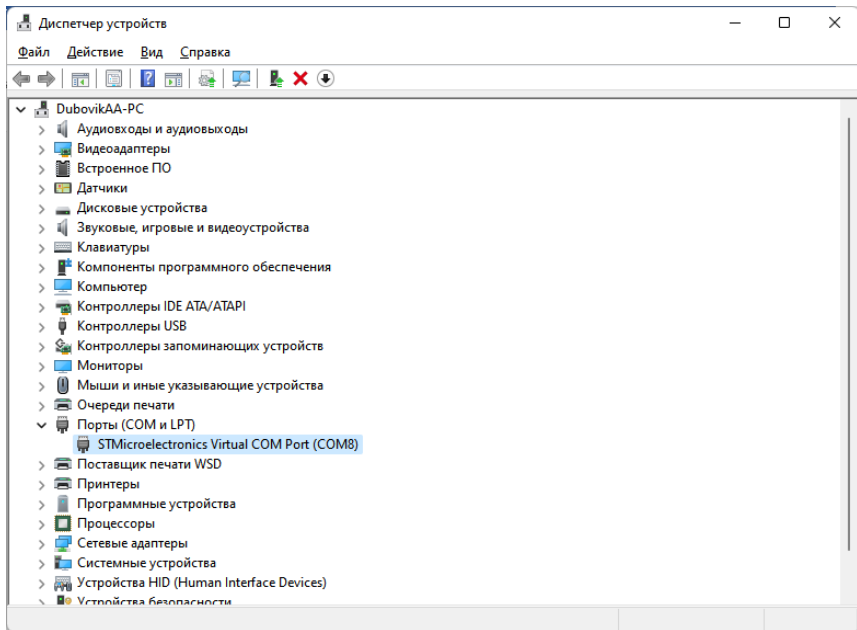 Диспетчер устройств
Файл Действие Вид Справка
DubovikAA-PC
Аудиовходы и аудиовыходы
Видеоадаптеры
Встроенное ПО
Датчики
Дисковые устройства
Звуковые, игровые и видеоустройства
Клавиатуры
Компоненты программного обеспечения
Компьютер
Контроллеры IDE ATA/ATAPI
Контроллеры USB
Контроллеры запоминающих устройств
Мониторы
Мыши и иные указывающие устройства
Очереди печати
Порты (COM и LPT)
STMicroelectronics Virtual COM Port (COM8)
Поставщик печати WSD
Принтеры
Программные устройства
Процессоры
Сетевые адаптеры
Системные устройства
Устройства HID (Human Interface Devices)
Устройства безопасности